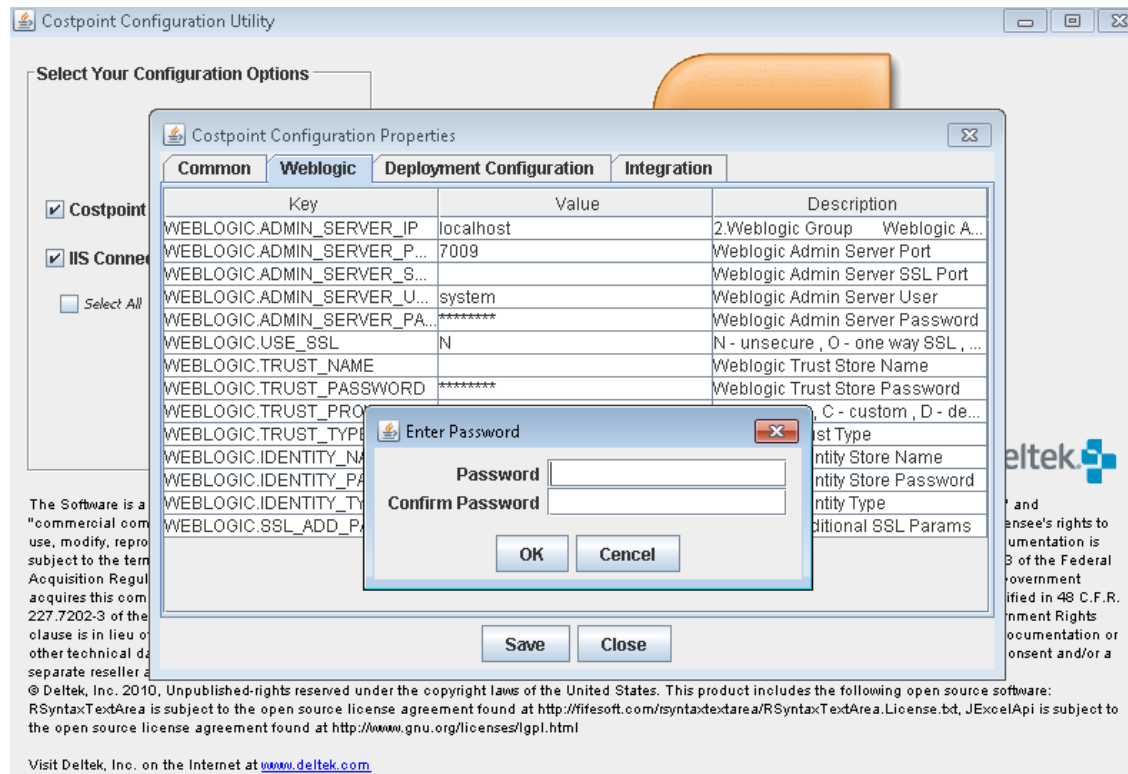 Costpoint Configuration Utility
Select Your Configuration Options
Costpoint
IIS
Select All
Costpoint Configuration Properties
Common Weblogic Deployment Configuration Integration
Key Value Description
WEBLOGIC.ADMIN_SERVER_IP localhost 2.Weblogic Group Weblogic A...
WEBLOGIC.ADMIN_SERVER_P... 7009 Weblogic Admin Server Port
WEBLOGIC.ADMIN_SERVER_S... Weblogic Admin Server SSL Port
WEBLOGIC.ADMIN_SERVER_U... system Weblogic Admin Server User
WEBLOGIC.ADMIN_SERVER_PA... ******** Weblogic Admin Server Password
WEBLOGIC.USE_SSL N N - unsecure , O - one way SSL , ...
WEBLOGIC.TRUST_NAME Weblogic Trust Store Name
WEBLOGIC.TRUST_PASSWORD ******** Weblogic Trust Store Password
WEBLOGIC.TRUST_PRO , C - custom , D - de...
WEBLOGIC.TRUST_TYPE ust Type
WEBLOGIC.IDENTITY_NA ntity Store Name
WEBLOGIC.IDENTITY_PA ntity Store Password
WEBLOGIC.IDENTITY_TY ntity Type
WEBLOGIC.SSL_ADD_PA ditional SSL Params
Enter Password
Password
Confirm Password
OK Cencel
Save Close
eltek.
The Software is a " and
"commercial com ensee's rights to
use, modify, repro umentation is
subject to the term 3 of the Federal
Acquisition Regul overnment
acquires this com ified in 48 C.F.R.
227.7202-3 of the rnment Rights
clause is in lieu o ocumentation or
other technical da onsent and/or a
separate reseller a
© Deltek, Inc. 2010, Unpublished-rights reserved under the copyright laws of the United States. This product includes the following open source software:
RSyntaxTextArea is subject to the open source license agreement found at http://fifesoft.com/rsyntaxtextarea/RSyntaxTextArea.License.txt, JExcelApi is subject to
the open source license agreement found at http://www.gnu.org/licenses/lgpl.html
Visit Deltek, Inc. on the Internet at www.deltek.com